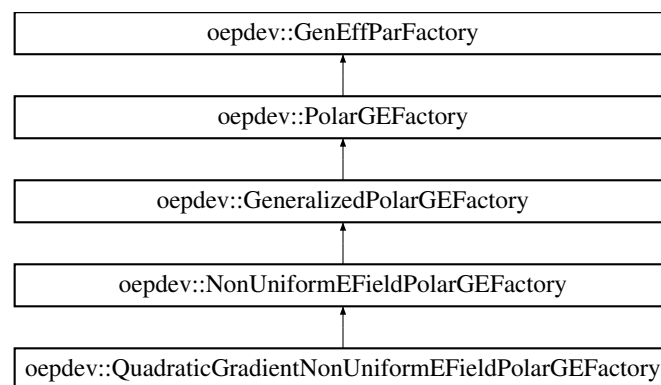 oepdev::GenEffParFactory
oepdev::PolarGEFactory
oepdev::GeneralizedPolarGEFactory
oepdev::NonUniformEFieldPolarGEFactory
oepdev::QuadraticGradientNonUniformEFieldPolarGEFactory